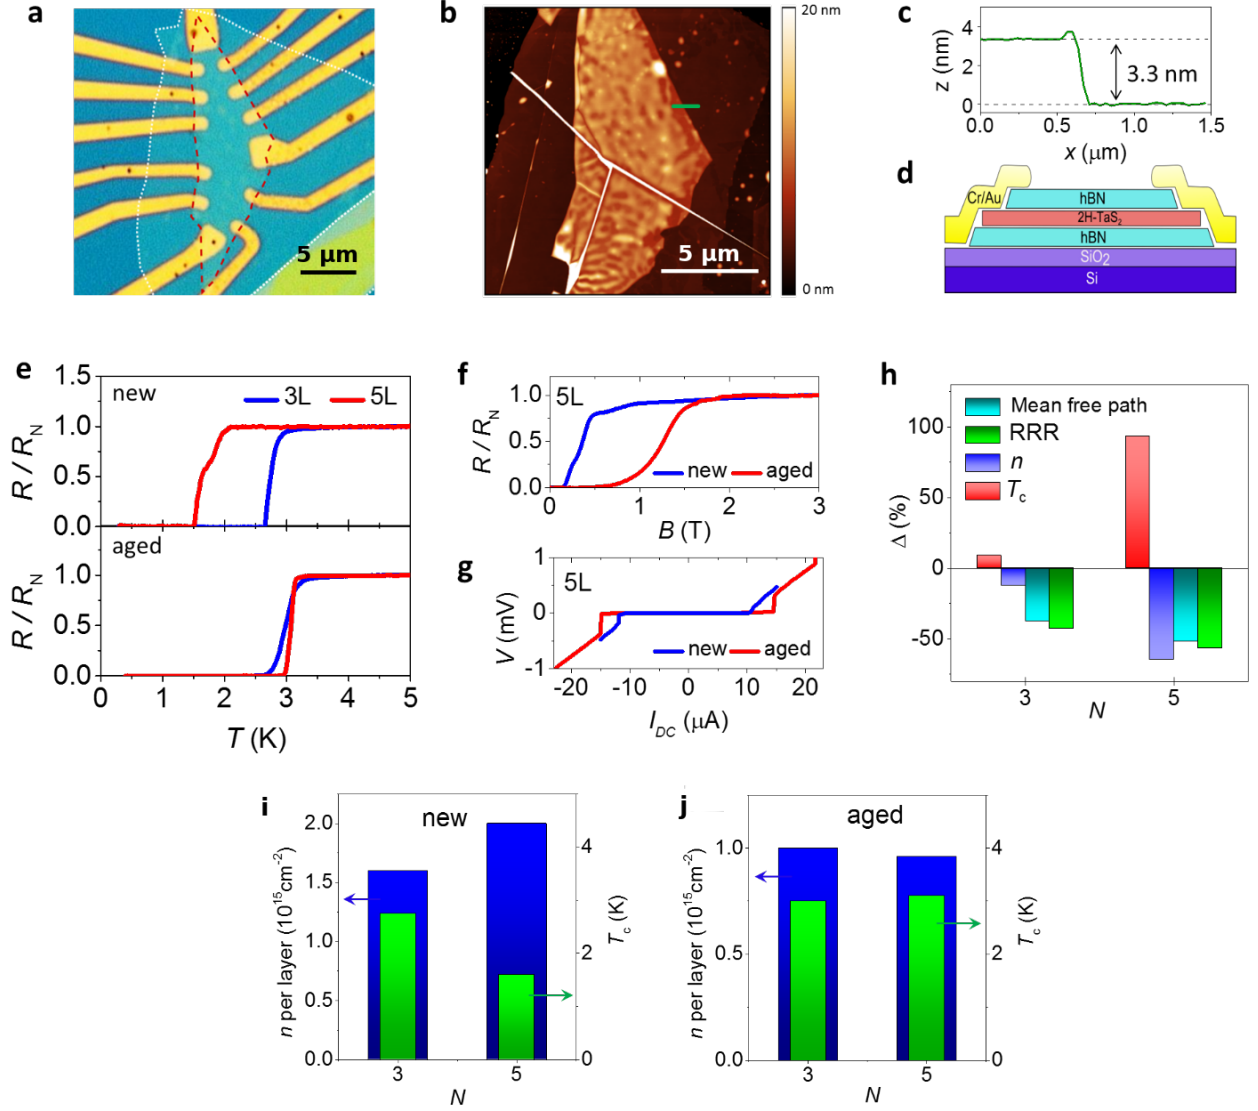 a
5 μm
b
20 nm
0 nm
5 μm
c
z (nm)
4
2
0
3.3 nm
0.0 0.5 1.0 1.5
x (μm)
d
Cr/Au
hBN
2H-TaS2
hBN
SiO2
Si
e
new
3L 5L
R / RN
1.5
1.0
0.5
0.0
aged
R / RN
1.0
0.5
0.0
0 1 2 3 4 5
T (K)
f
5L
R / RN
1.0
0.5
0.0
new aged
0 1 2 3
B (T)
g
5L
V (mV)
1
0
-1
new aged
-20 -10 0 10 20
IDC (μA)
h
Mean free path
RRR
n
Tc
Δ (%)
100
50
0
-50
3 5
N
i
new
n per layer (10^15cm^-2)
2.0
1.5
1.0
0.5
0.0
4
2
0
Tc (K)
3 5
N
j
aged
n per layer (10^15cm^-2)
1.0
0.5
0.0
4
2
0
Tc (K)
3 5
N